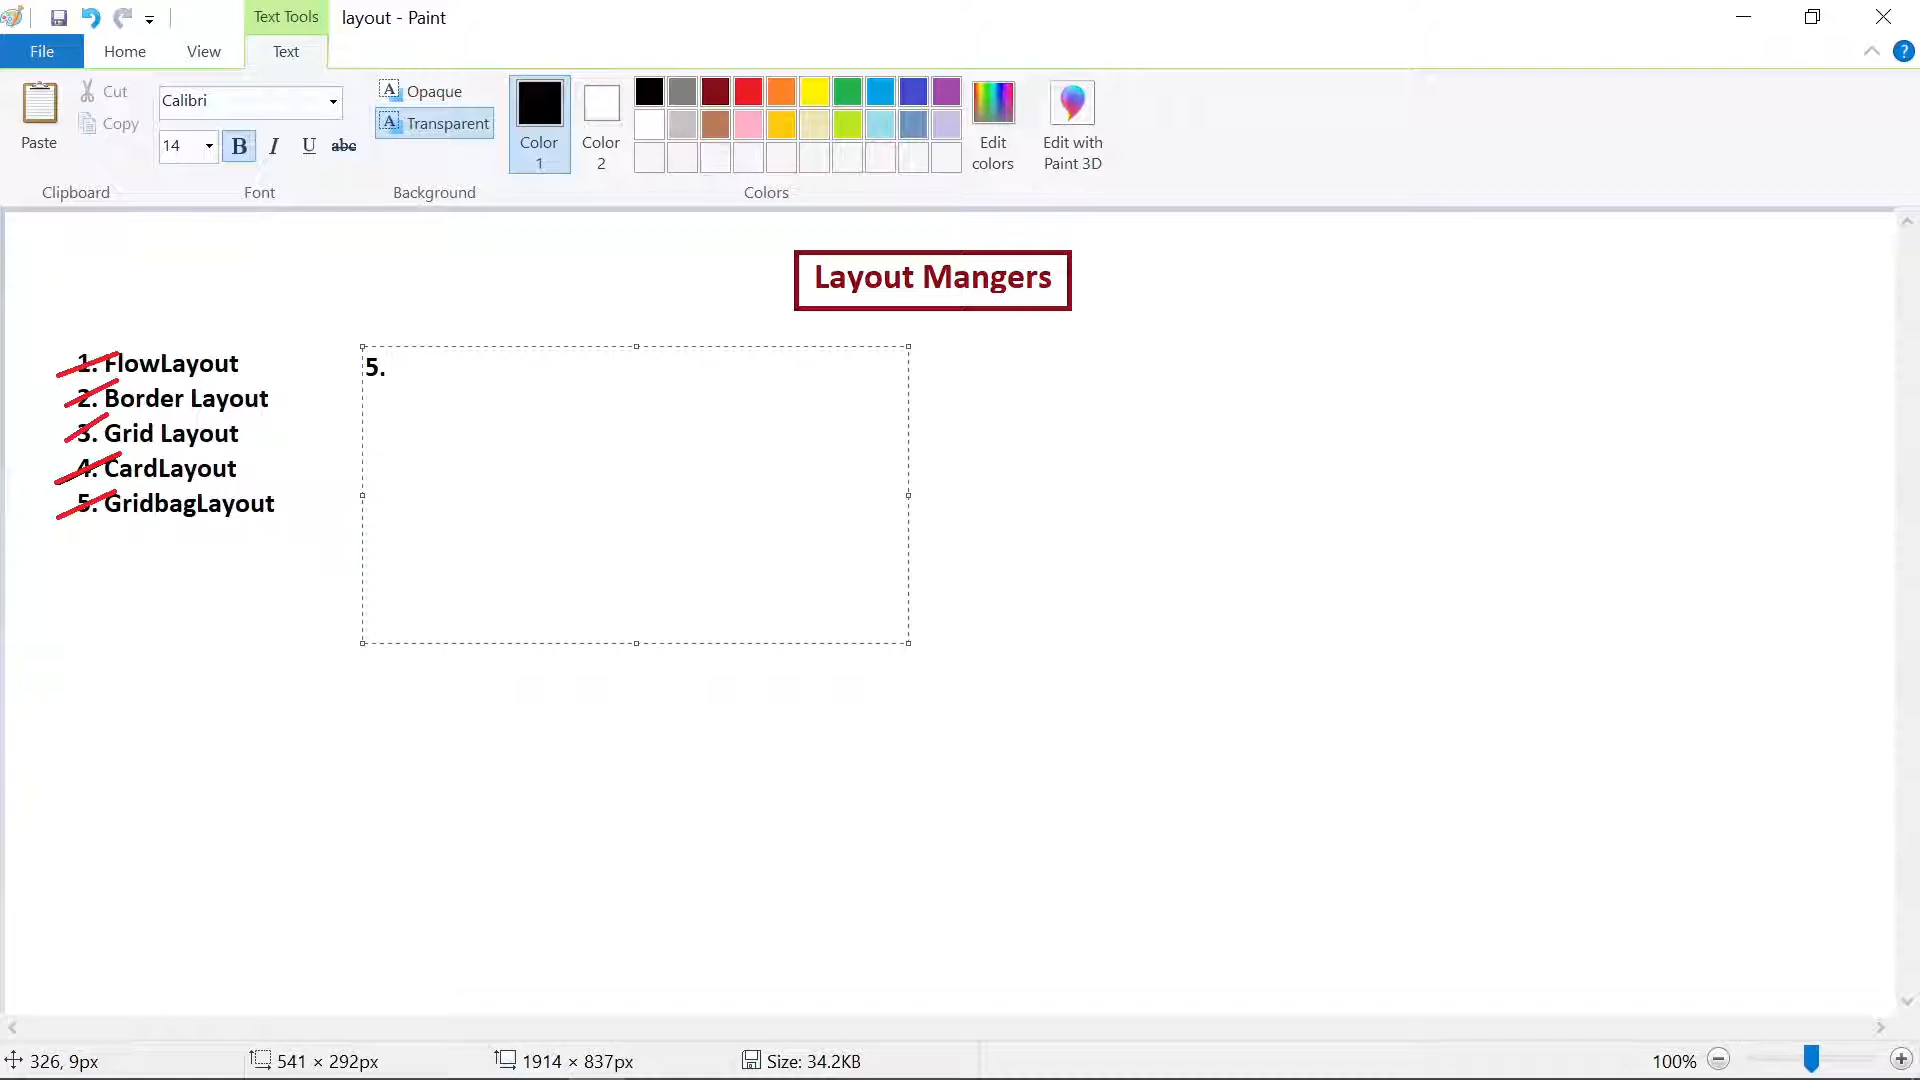 Text Tools
layout - Paint
File
Home
View
Text
?
Paste
Cut
Copy
Calibri
14
B
I
U
abc
A Opaque
A Transparent
Color 1
Color 2
Edit colors
Edit with Paint 3D
Clipboard
Font
Background
Colors
Layout Mangers
1. FlowLayout
2. Border Layout
3. Grid Layout
4. CardLayout
5. GridbagLayout
5.
326, 9px
541 × 292px
1914 × 837px
Size: 34.2KB
100%